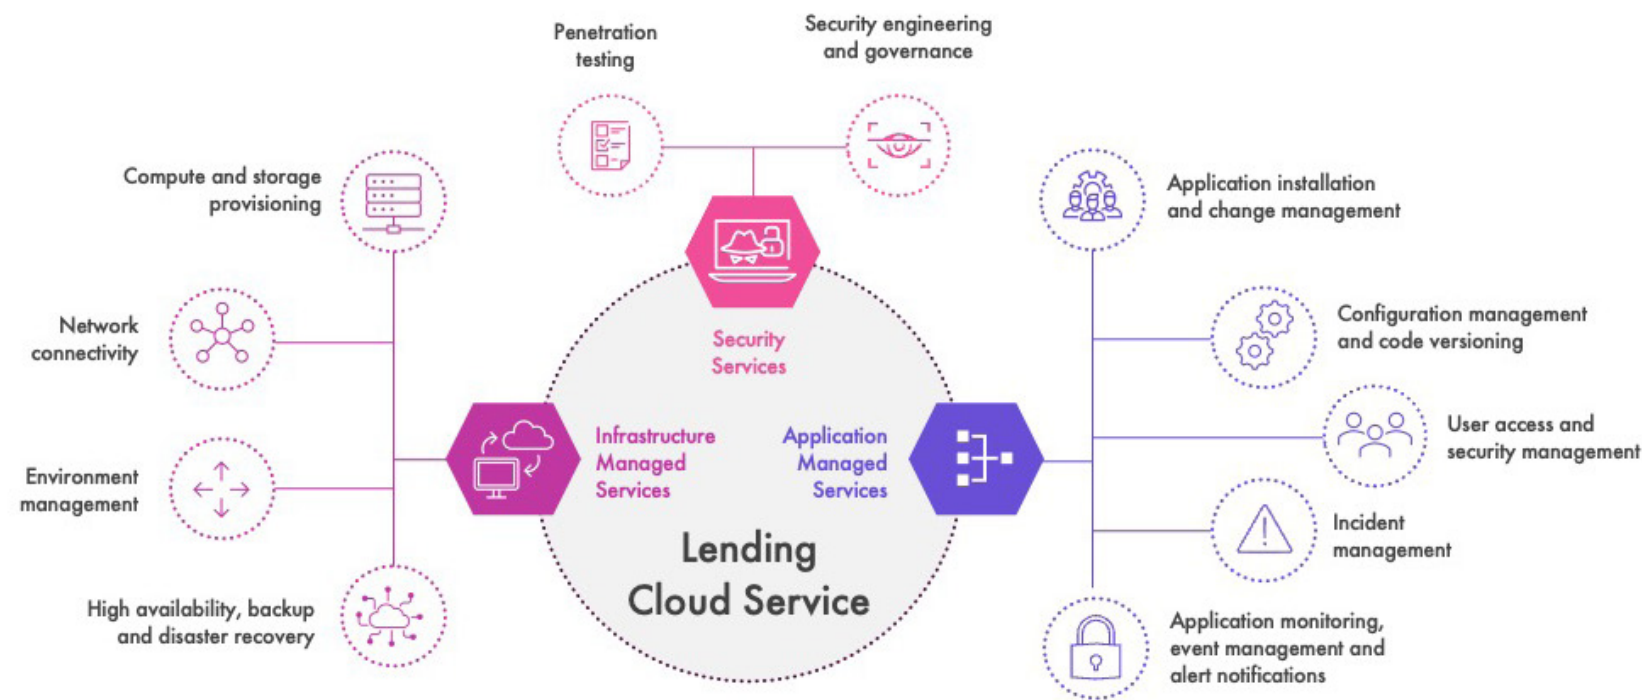 Penetration
testing
Security engineering
and governance
Compute and storage
provisioning
Network
connectivity
Environment
management
High availability, backup
and disaster recovery
Security
Services
Infrastructure
Managed
Services
Application
Managed
Services
Lending
Cloud Service
Application installation
and change management
Configuration management
and code versioning
User access and
security management
Incident
management
Application monitoring,
event management and
alert notifications